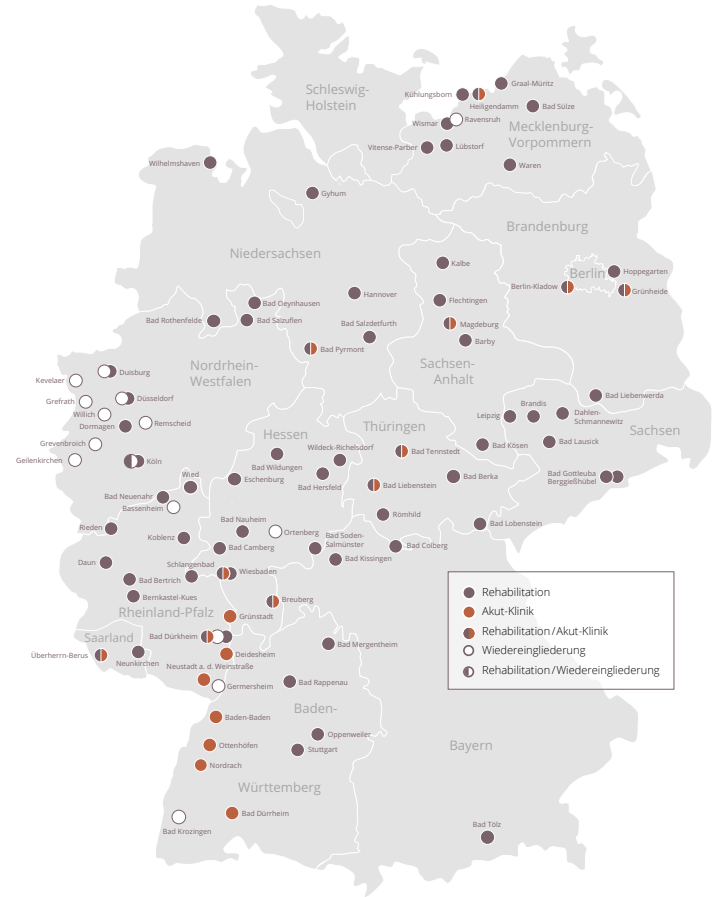 Schleswig-
Holstein
Graal-Müritz
Kühlungsborn
Heiligendamm
Bad Sülze
Wismar
Ravensruh
Mecklenburg-
Vorpommern
Vitense-Parber
Lübstorf
Wilhelmshaven
Waren
Gyhum
Brandenburg
Niedersachsen
Kalbe
Berlin
Hoppegarten
Berlin-Kladow
Grünheide
Hannover
Flechtingen
Bad Oeynhausen
Bad Rothenfelde
Bad Salzuflen
Bad Salzdetfurth
Magdeburg
Barby
Bad Pyrmont
Sachsen-
Anhalt
Nordrhein-
Westfalen
Duisburg
Kevelaer
Grefrath
Düsseldorf
Willich
Dormagen
Remscheid
Grevenbroich
Geilenkirchen
Köln
Bad Liebenwerda
Brandis
Leipzig
Dahlen-
Schmannewitz
Sachsen
Thüringen
Hessen
Wildeck-Richelsdorf
Bad Tennstedt
Bad Kösen
Bad Lausick
Bad Wildungen
Bad Hersfeld
Eschenburg
Bad Liebenstein
Bad Berka
Bad Gottleuba
Berggießhübel
Wied
Bad Neuenahr
Bassenheim
Römhild
Bad Lobenstein
Rieden
Koblenz
Bad Nauheim
Ortenberg
Bad Soden-
Salmünster
Bad Camberg
Bad Kissingen
Bad Colberg
Daun
Schlangenbad
Wiesbaden
Bad Bertrich
Bernkastel-Kues
Rheinland-Pfalz
Breuberg
Grünstadt
Saarland
Bad Dürkheim
Überherrn-Berus
Neunkirchen
Deidesheim
Neustadt a. d. Weinstraße
Germersheim
Bad Mergentheim
Bad Rappenau
Baden-
Baden-Baden
Oppenweiler
Ottenhöfen
Stuttgart
Nordrach
Württemberg
Bad Dürrheim
Bad Krozingen
Bayern
Bad Tölz
Rehabilitation
Akut-Klinik
Rehabilitation/Akut-Klinik
Wiedereingliederung
Rehabilitation/Wiedereingliederung